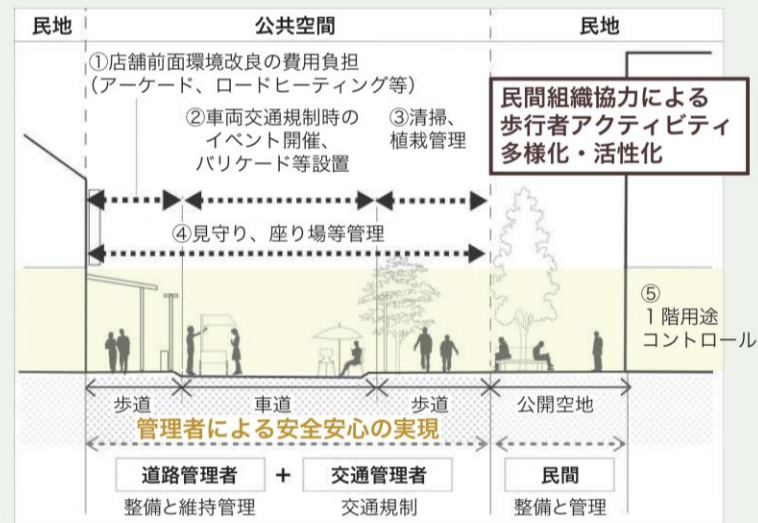 民地
公共空間
民地
①店舗前面環境改良の費用負担
（アーケード、ロードヒーティング等）
②車両交通規制時の
イベント開催、
バリケード等設置
③清掃、
植栽管理
民間組織協力による
歩行者アクティビティ
多様化・活性化
④見守り、座り場等管理
⑤
１階用途
コントロール
歩道
車道
歩道
公開空地
管理者による安全安心の実現
道路管理者
+
交通管理者
民間
整備と維持管理
交通規制
整備と管理